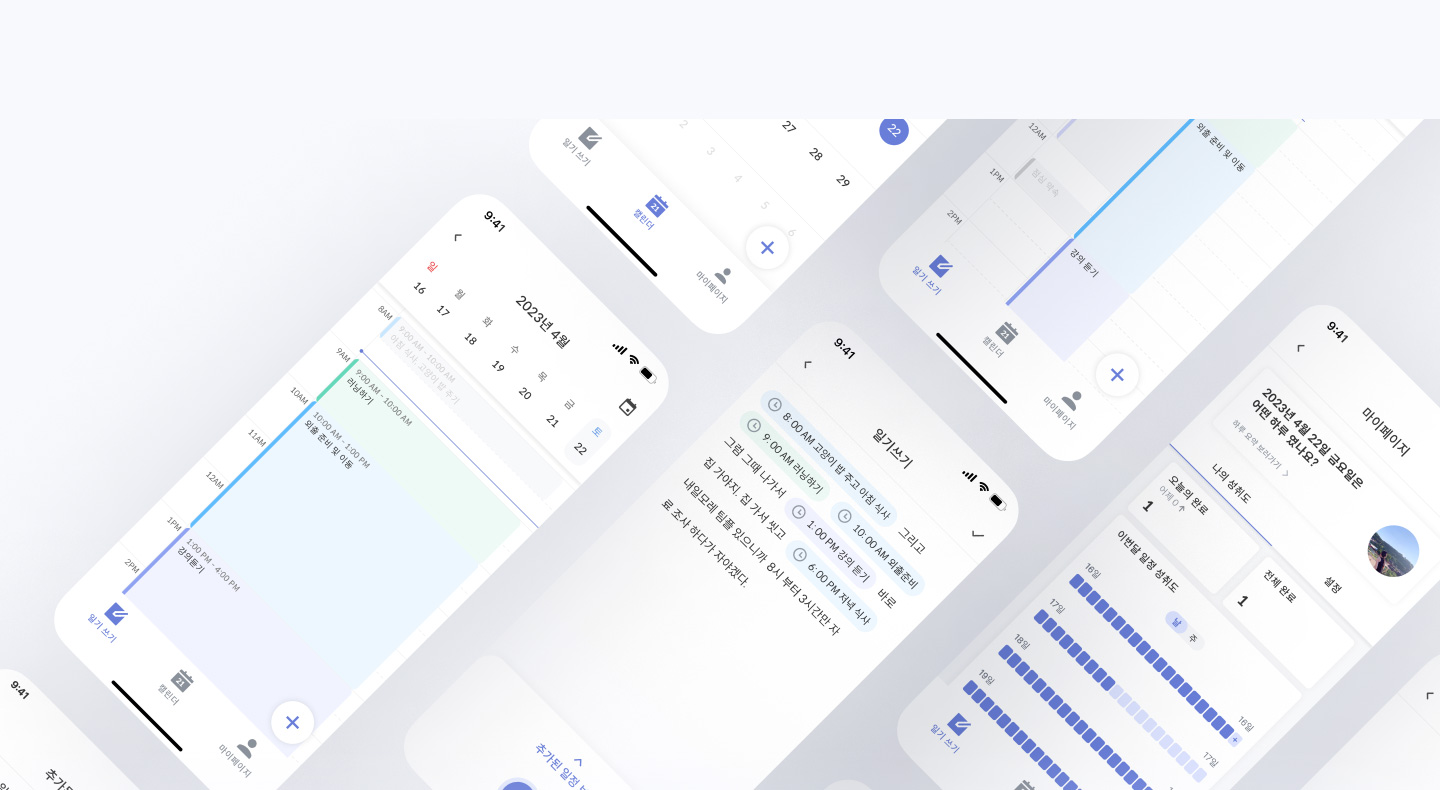 일기 쓰기
23
캘린더
마이페이지
2
3
4
5
6
27
28
29
22
12AM
1PM
2PM
점심 약속
외출 준비 및 이동
강의 듣기
일기 쓰기
23
캘린더
마이페이지
9:41
2023년 4월
일
월
화
수
목
금
토
16
17
18
19
20
21
22
8AM
9:00 AM - 10:00 AM
아침 식사, 고양이 밥 주기
9AM
9:00 AM - 10:00 AM
러닝하기
10AM
10:00 AM - 1:00 PM
외출 준비 및 이동
11AM
12AM
1PM
1:00 PM - 4:00 PM
강의듣기
2PM
일기 쓰기
23
캘린더
마이페이지
9:41
일기쓰기
8:00 AM 고양이 밥 주고 아침 식사 그리고
9:00 AM 러닝하기 10:00 AM 외출준비
그럼 그때 나가서 1:00 PM 강의 듣기 바로
집 가야지. 집 가서 씻고 6:00 PM 저녁 식사
내일모레 팀플 있으니까 8시 부터 3시간만 자
료 조사 하다가 자야겠다.
추가된 일정
9:41
마이페이지
2023년 4월 22일 금요일은
어떤 하루 였나요?
하루 요약 보러가기
나의 성취도
설정
오늘의 완료
어제 0
1
전체 완료
1
이번달 일정 성취도
날
주
16일
16일
17일
17일
18일
19일
일기 쓰기
9:41
추가된